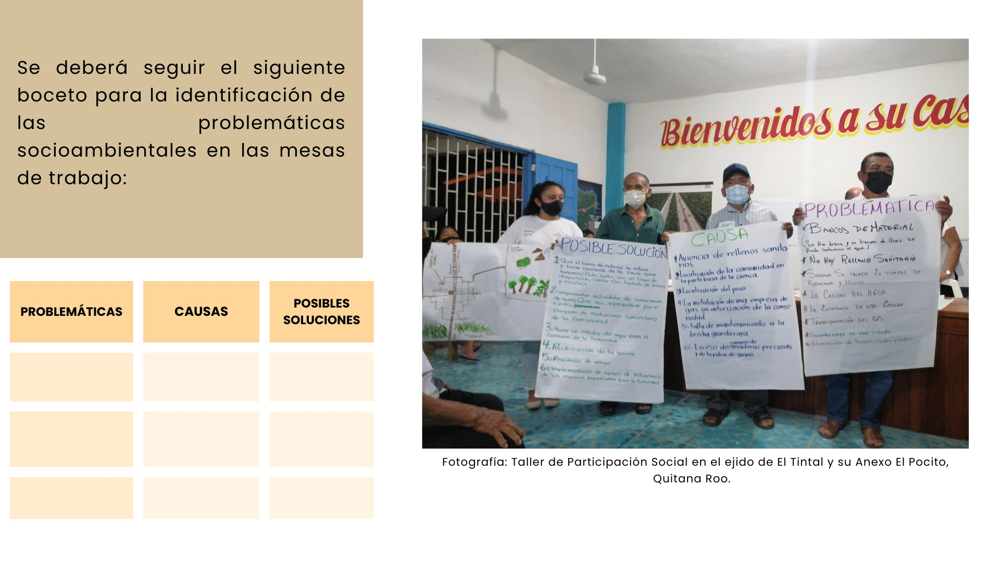 Se deberá seguir el siguiente
boceto para la identificación de
las problemáticas
socioambientales en las mesas
de trabajo:
PROBLEMÁTICAS
CAUSAS
POSIBLES
SOLUCIONES
Bienvenidos a su Cas
POSIBLE SOLUCIÓN
1- Que el banco de material se rellene
y hacer conciencia de no usarlo como
basurero; Poder contar con un lugar de
disposición, contar con tratado de basura
y reciclaje
2- Implementar actividades de conservación
de suelo, Que sea aprovechado por el
ejido,
- Proyecto de ecoturismo comunitario
de la Comunidad
3- Hacer un estudio del agua para el
Consumo de la Comunidad
4- Reubicación de la gasera
5-
6- Implementación de apoyos de Reforestación
de las especies importantes para la Comunidad
Jan
CAUSA
1 Ausencia de rellenos sanita-
rios.
2 Localización de la comunidad en
la parte baja de la cuenca.
3 Localización del pozo.
4- La instalación de una empresa de
gas sin autorización de la comu-
nidad.
5- Falta de mantenimiento a la
brecha guardaraya
6- Exceso de consumo de maderas preciosas
y de la palma de guano.
PROBLEMATICA
* BANCOS DE MATERIAL
(Se tira basura y en tiempos de lluvia se
Puede contaminar el agua.)
* NO HAY RELLENO SANITARIO
* SABANA SE INUNDA EN TIEMPOS DE
HURACANES Y LLUVIAS
* LA CALIDAD DEL AGUA
* LA EXISTENCIA DE UNA GASERA.
* TRANSPORTACIÓN DEL GAS
* Guardaraya en mal estado
* disminución de huano, caoba y cedro
Fotografía: Taller de Participación Social en el ejido de El Tintal y su Anexo El Pocito,
Quitana Roo.